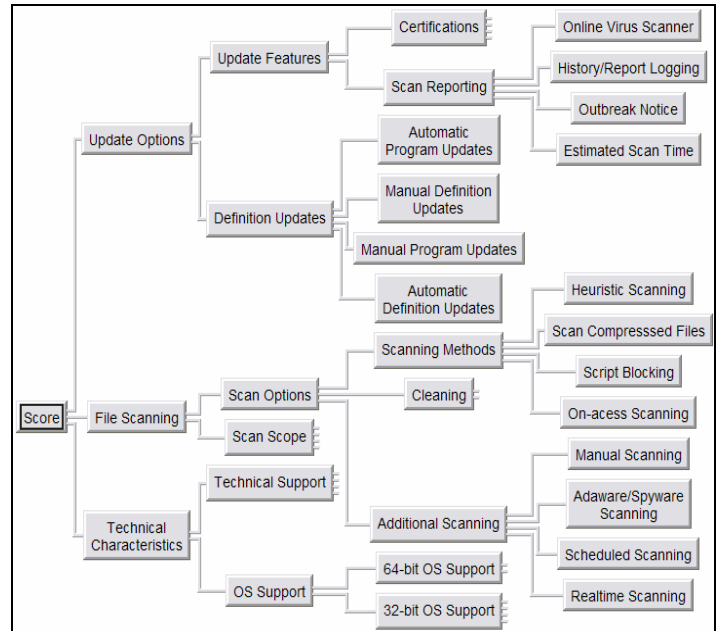 Score
Update Options
Update Features
Certifications
Scan Reporting
Online Virus Scanner
History/Report Logging
Outbreak Notice
Estimated Scan Time
Definition Updates
Automatic
Program Updates
Manual Definition
Updates
Manual Program Updates
Automatic
Definition Updates
File Scanning
Scan Options
Scanning Methods
Heuristic Scanning
Scan Compresssed Files
Script Blocking
On-acess Scanning
Cleaning
Additional Scanning
Manual Scanning
Adaware/Spyware
Scanning
Scheduled Scanning
Realtime Scanning
Scan Scope
Technical
Characteristics
Technical Support
OS Support
64-bit OS Support
32-bit OS Support